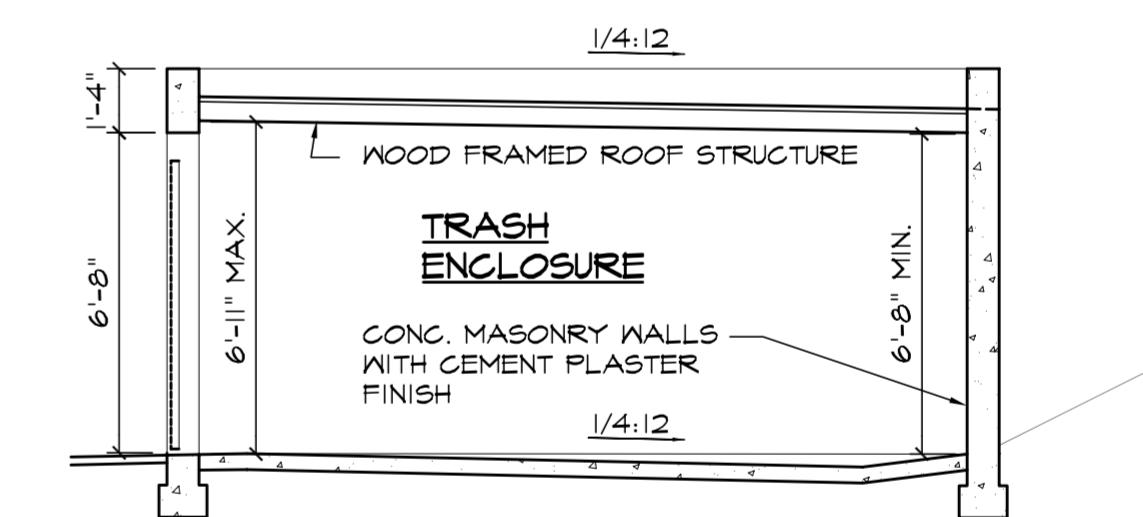 1/4:12
1'-4"
WOOD FRAMED ROOF STRUCTURE
TRASH
ENCLOSURE
6'-8"
6'-11" MAX.
6'-8" MIN.
CONC. MASONRY WALLS
WITH CEMENT PLASTER
FINISH
1/4:12